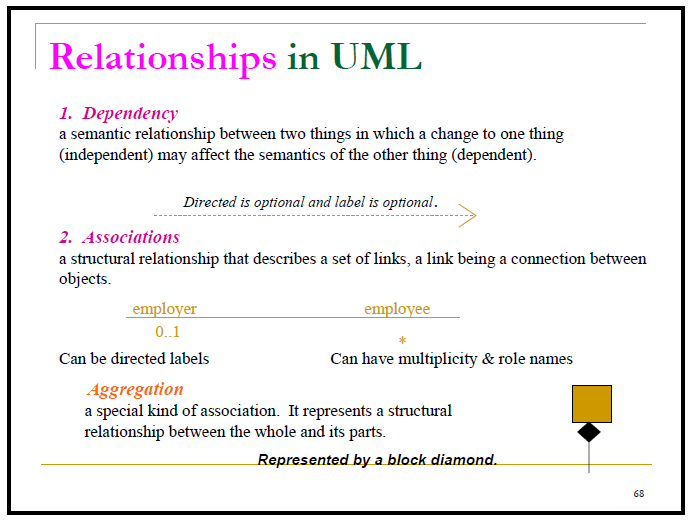 Relationships in UML
1. Dependency
a semantic relationship between two things in which a change to one thing
(independent) may affect the semantics of the other thing (dependent).
Directed is optional and label is optional.
2. Associations
a structural relationship that describes a set of links, a link being a connection between
objects.
employer employee
0..1 *
Can be directed labels Can have multiplicity & role names
Aggregation
a special kind of association. It represents a structural
relationship between the whole and its parts.
Represented by a block diamond.
68